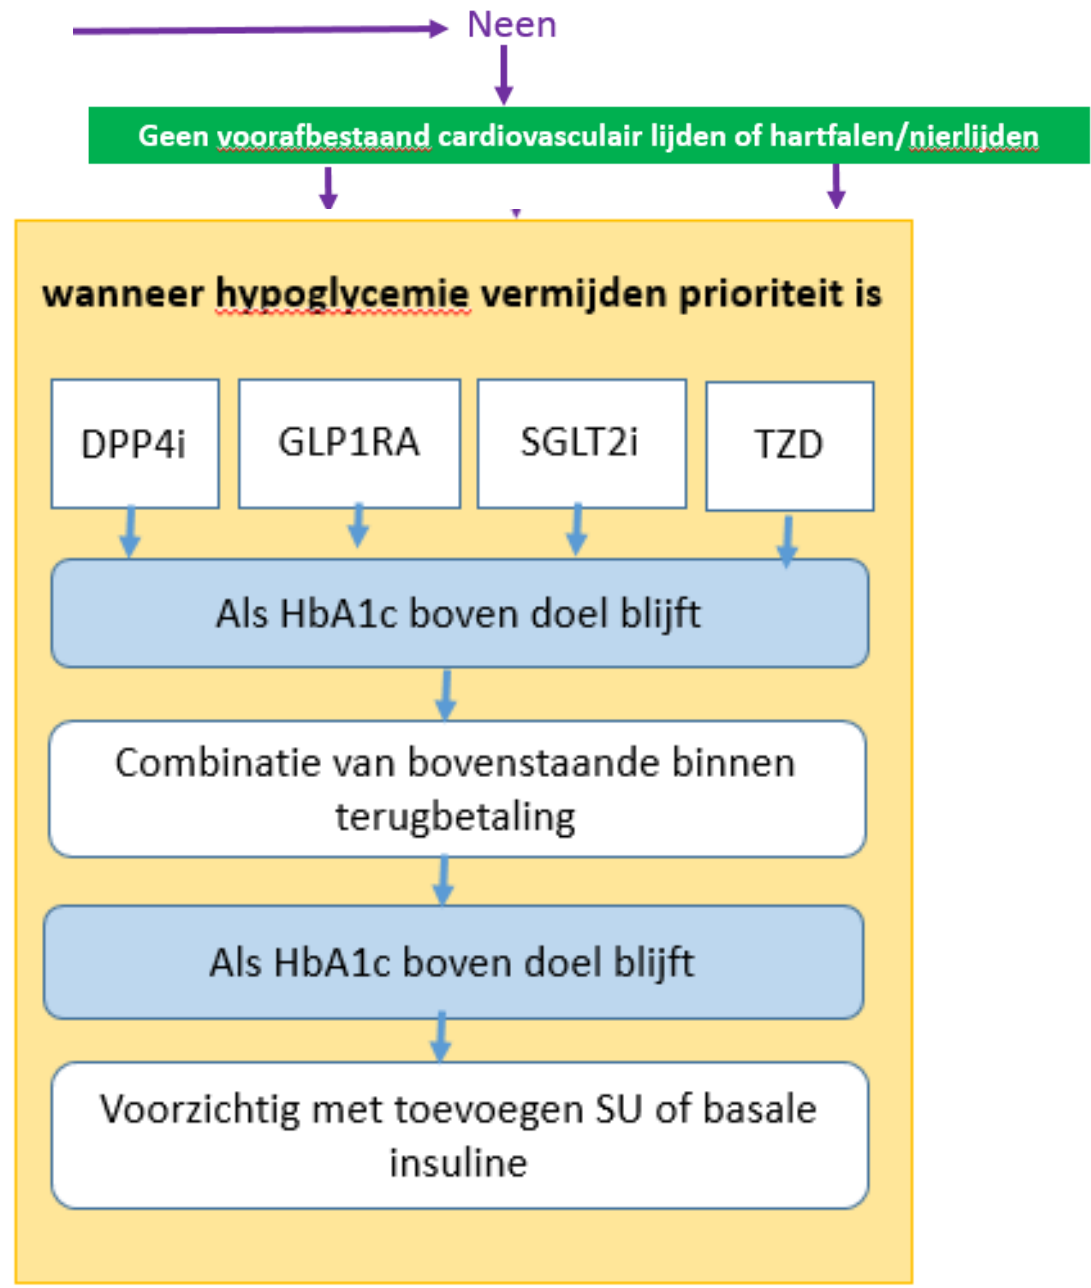 Neen
Geen voorafbestaand cardiovasculair lijden of hartfalen/nierlijden
wanneer hypoglycemie vermijden prioriteit is
DPP4i
GLP1RA
SGLT2i
TZD
Als HbA1c boven doel blijft
Combinatie van bovenstaande binnen
terugbetaling
Als HbA1c boven doel blijft
Voorzichtig met toevoegen SU of basale
insuline